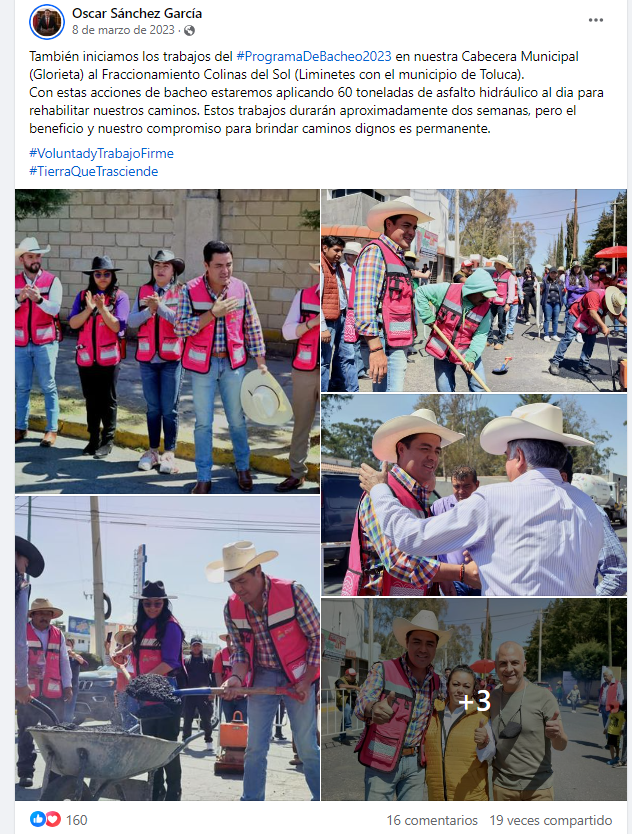 Oscar Sánchez García
8 de marzo de 2023 ·
También iniciamos los trabajos del #ProgramaDeBacheo2023 en nuestra Cabecera Municipal
(Glorieta) al Fraccionamiento Colinas del Sol (Liminetes con el municipio de Toluca).
Con estas acciones de bacheo estaremos aplicando 60 toneladas de asfalto hidráulico al dia para
rehabilitar nuestros caminos. Estos trabajos durarán aproximadamente dos semanas, pero el
beneficio y nuestro compromiso para brindar caminos dignos es permanente.
#VoluntadyTrabajoFirme
#TierraQueTrasciende
+3
160
16 comentarios 19 veces compartido